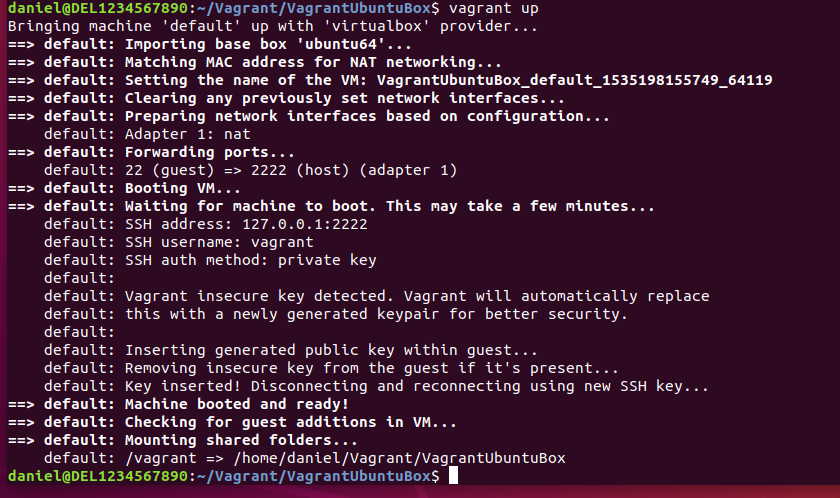 daniel@DEL1234567890:~/Vagrant/VagrantUbuntuBox$ vagrant up
Bringing machine 'default' up with 'virtualbox' provider...
==> default: Importing base box 'ubuntu64'...
==> default: Matching MAC address for NAT networking...
==> default: Setting the name of the VM: VagrantUbuntuBox_default_1535198155749_64119
==> default: Clearing any previously set network interfaces...
==> default: Preparing network interfaces based on configuration...
    default: Adapter 1: nat
==> default: Forwarding ports...
    default: 22 (guest) => 2222 (host) (adapter 1)
==> default: Booting VM...
==> default: Waiting for machine to boot. This may take a few minutes...
    default: SSH address: 127.0.0.1:2222
    default: SSH username: vagrant
    default: SSH auth method: private key
    default:
    default: Vagrant insecure key detected. Vagrant will automatically replace
    default: this with a newly generated keypair for better security.
    default:
    default: Inserting generated public key within guest...
    default: Removing insecure key from the guest if it's present...
    default: Key inserted! Disconnecting and reconnecting using new SSH key...
==> default: Machine booted and ready!
==> default: Checking for guest additions in VM...
==> default: Mounting shared folders...
    default: /vagrant => /home/daniel/Vagrant/VagrantUbuntuBox
daniel@DEL1234567890:~/Vagrant/VagrantUbuntuBox$